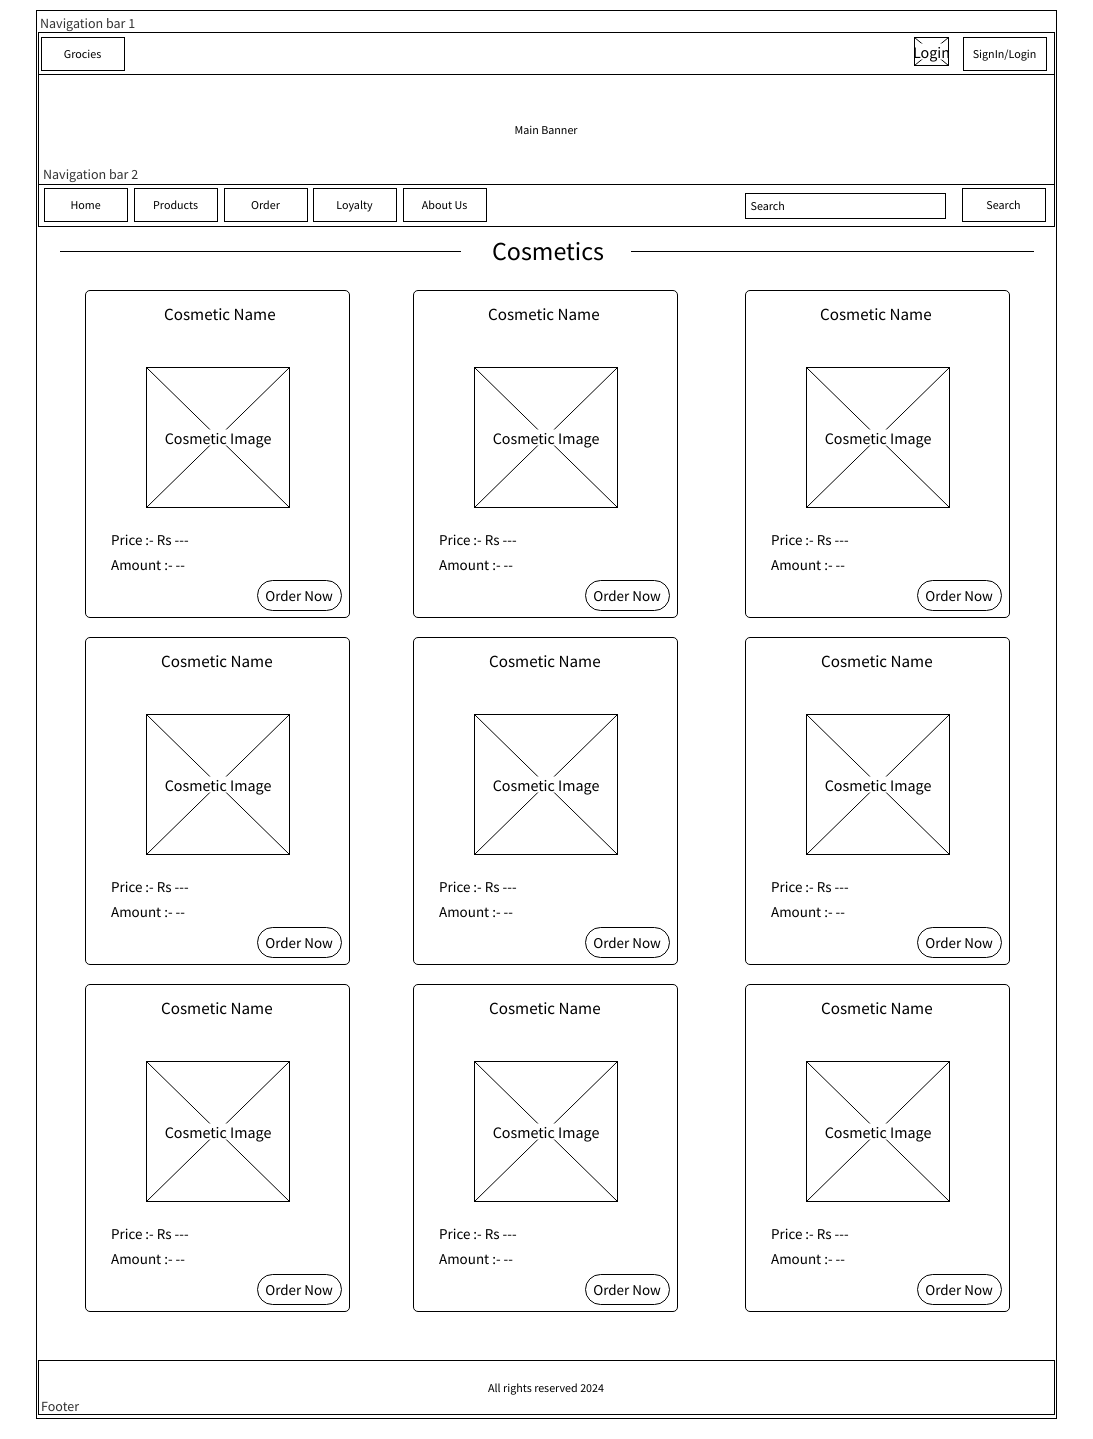 Navigation bar 1
Grocies
Login
SignIn/Login
Main Banner
Navigation bar 2
Home
Products
Order
Loyalty
About Us
Search
Search
Cosmetics
Cosmetic Name
Cosmetic Name
Cosmetic Name
Cosmetic Image
Cosmetic Image
Cosmetic Image
Price :- Rs ---
Price :- Rs ---
Price :- Rs ---
Amount :- --
Amount :- --
Amount :- --
Order Now
Order Now
Order Now
Cosmetic Name
Cosmetic Name
Cosmetic Name
Cosmetic Image
Cosmetic Image
Cosmetic Image
Price :- Rs ---
Price :- Rs ---
Price :- Rs ---
Amount :- --
Amount :- --
Amount :- --
Order Now
Order Now
Order Now
Cosmetic Name
Cosmetic Name
Cosmetic Name
Cosmetic Image
Cosmetic Image
Cosmetic Image
Price :- Rs ---
Price :- Rs ---
Price :- Rs ---
Amount :- --
Amount :- --
Amount :- --
Order Now
Order Now
Order Now
All rights reserved 2024
Footer